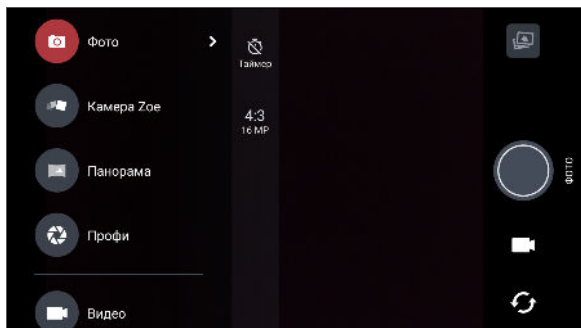 Фото
Таймер
Камера Zoe
4:3
16 MP
Панорама
Профи
Видео
ФОТО